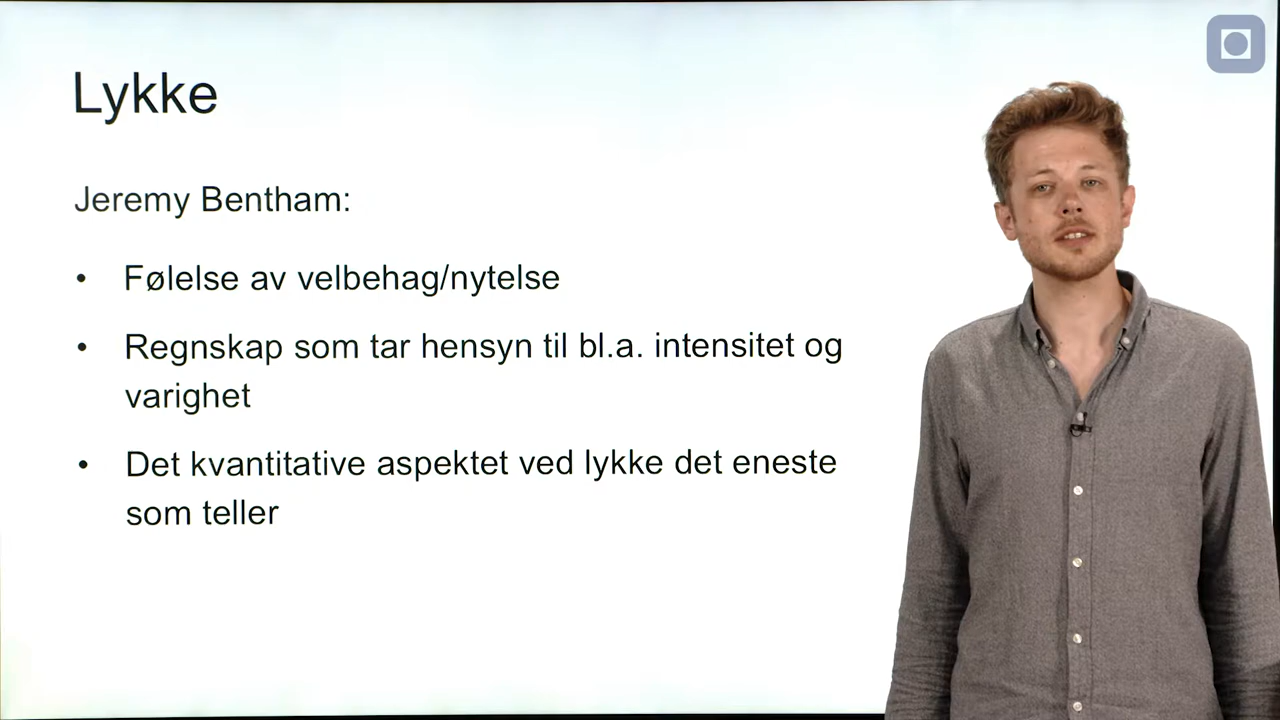 Lykke
Jeremy Bentham:
• Følelse av velbehag/nytelse
• Regnskap som tar hensyn til bl.a. intensitet og
varighet
• Det kvantitative aspektet ved lykke det eneste
som teller